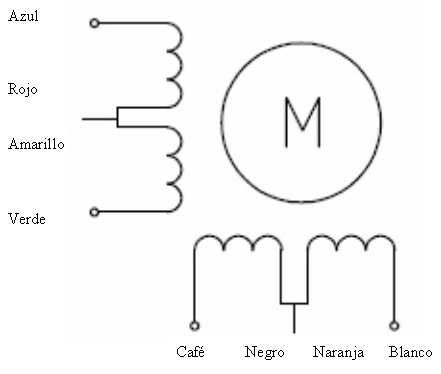 Azul
Rojo
Amarillo
Verde
M
Café Negro Naranja Blanco